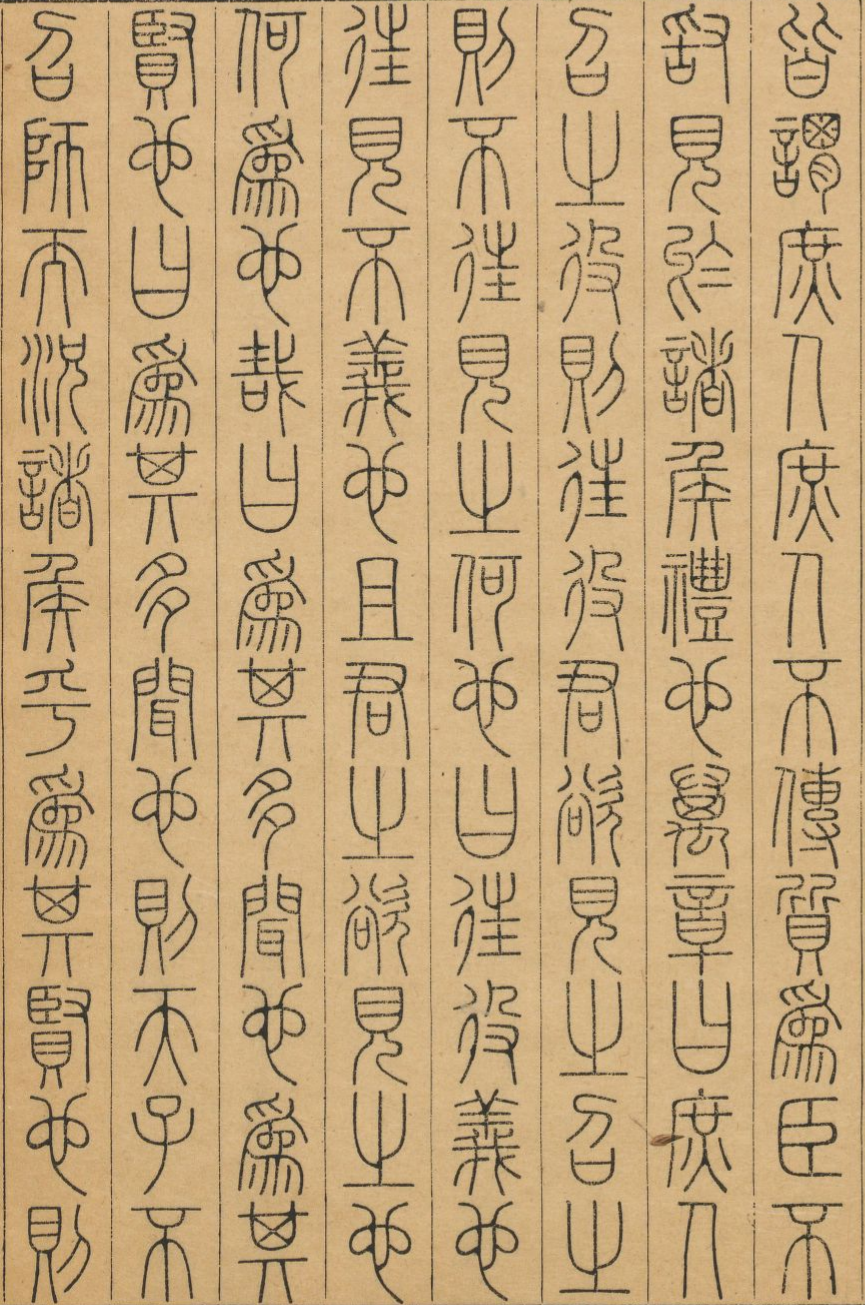 皆謂庶人庶人不傳質爲臣不
敢見於諸侯禮也萬章曰庶人
召之役則往役君欲見之召之
則不往見之何也曰往役義也
往見不義也且君之欲見之也
何爲也哉曰爲其多聞也爲其
賢也曰爲其多聞也則天子不
召師而況諸侯乎爲其賢也則